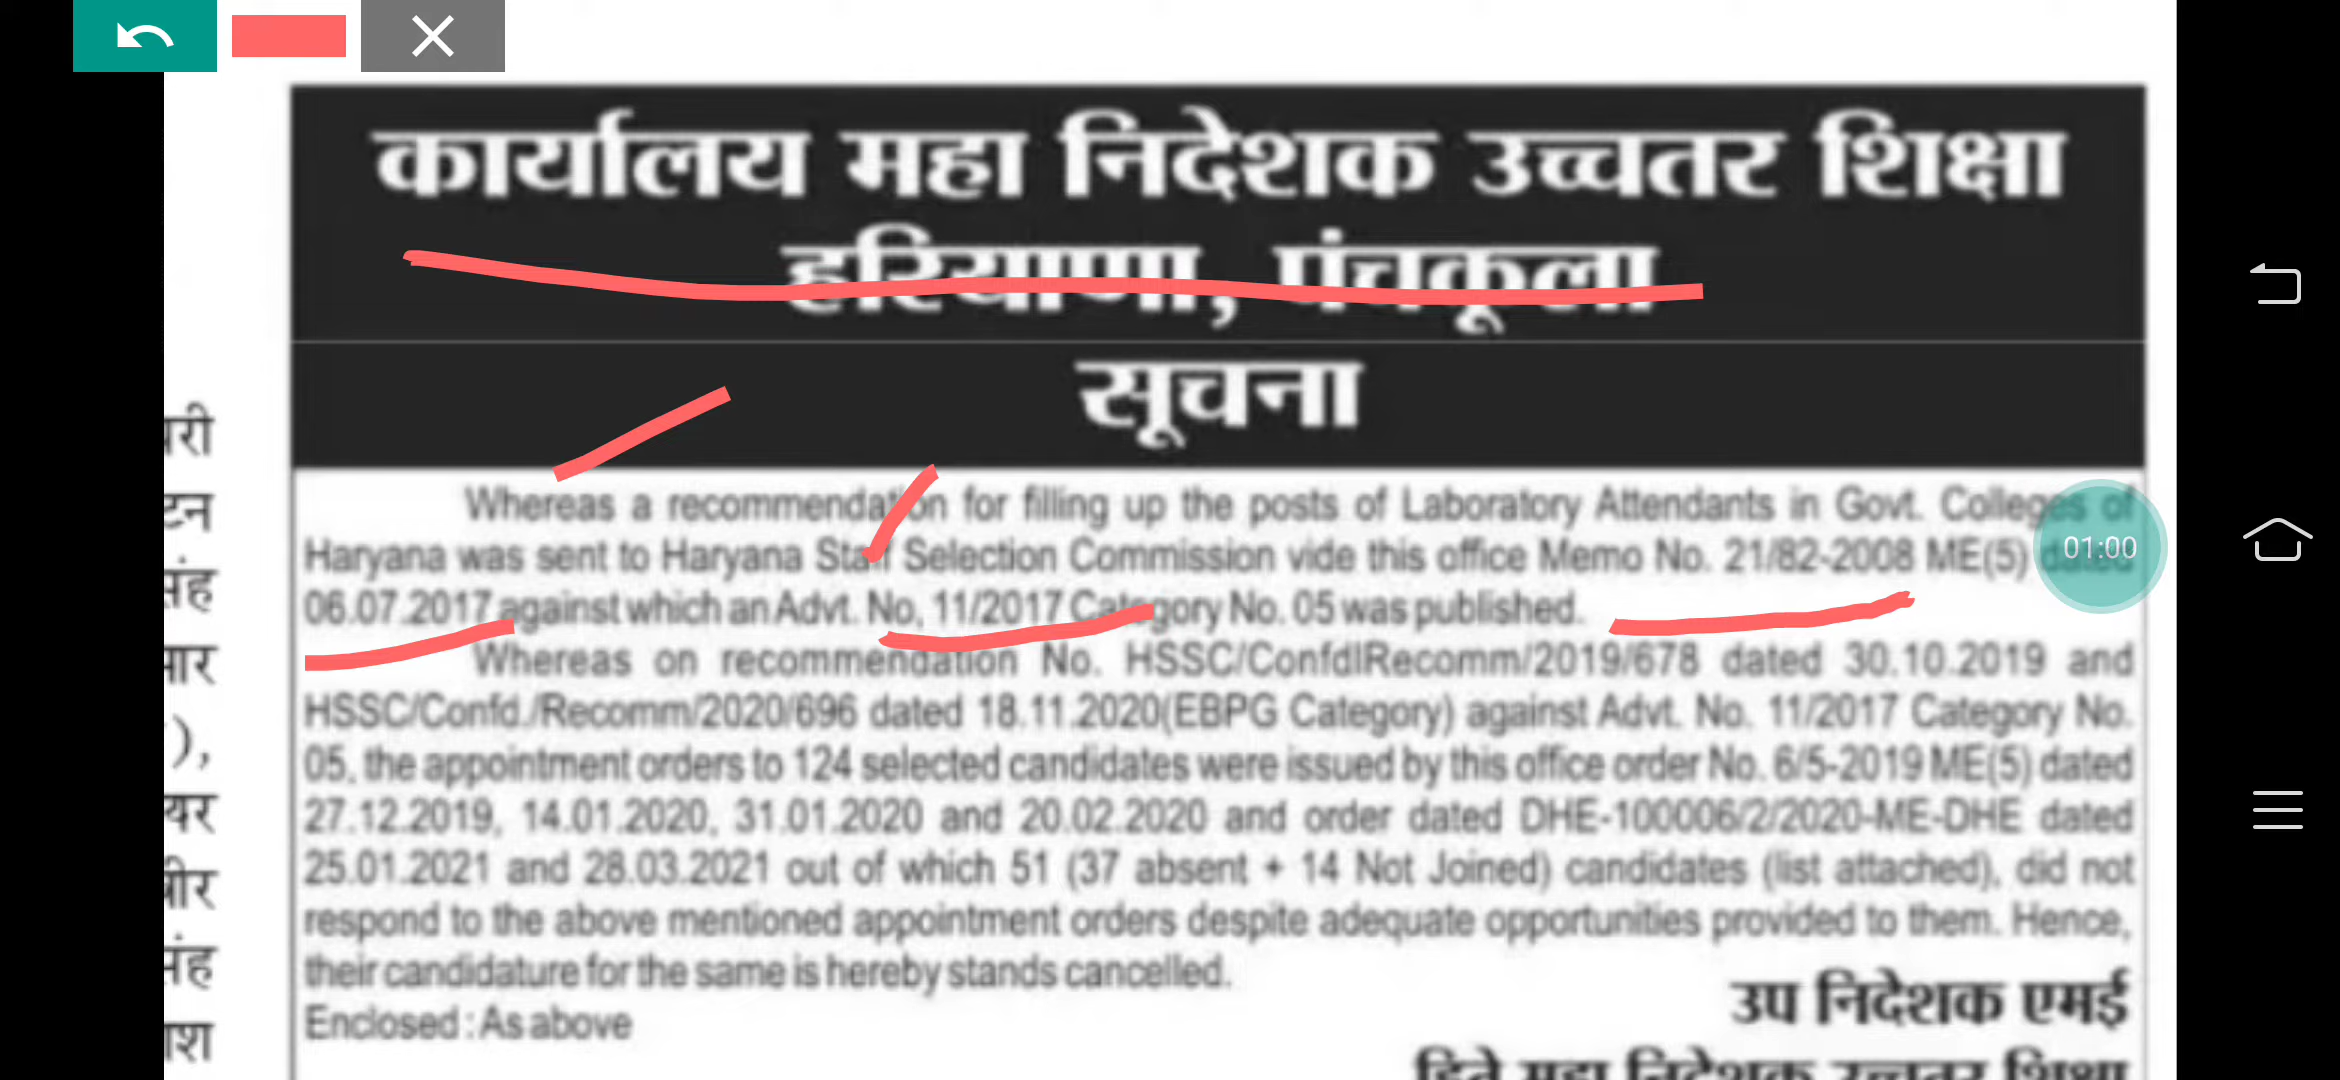 कार्यालय महा निदेशक उच्चतर शिक्षा
हरियाणा, पंचकूला
सूचना
Whereas a recommendation for filling up the posts of Laboratory Attendants in Govt. Colleges of
Haryana was sent to Haryana Staff Selection Commission vide this office Memo No. 21/82-2008 ME(5) dated
06.07.2017 against which an Advt. No, 11/2017 Category No. 05 was published.
Whereas on recommendation No. HSSC/ConfdlRecomm/2019/678 dated 30.10.2019 and
HSSC/Confd./Recomm/2020/696 dated 18.11.2020(EBPG Category) against Advt. No. 11/2017 Category No.
05, the appointment orders to 124 selected candidates were issued by this office order No. 6/5-2019 ME(5) dated
27.12.2019, 14.01.2020, 31.01.2020 and 20.02.2020 and order dated DHE-100006/2/2020-ME-DHE dated
25.01.2021 and 28.03.2021 out of which 51 (37 absent + 14 Not Joined) candidates (list attached), did not
respond to the above mentioned appointment orders despite adequate opportunities provided to them. Hence,
their candidature for the same is hereby stands cancelled.
Enclosed : As above
उप निदेशक एमई
महा निदेशक उच्चतर शिक्षा
01:00